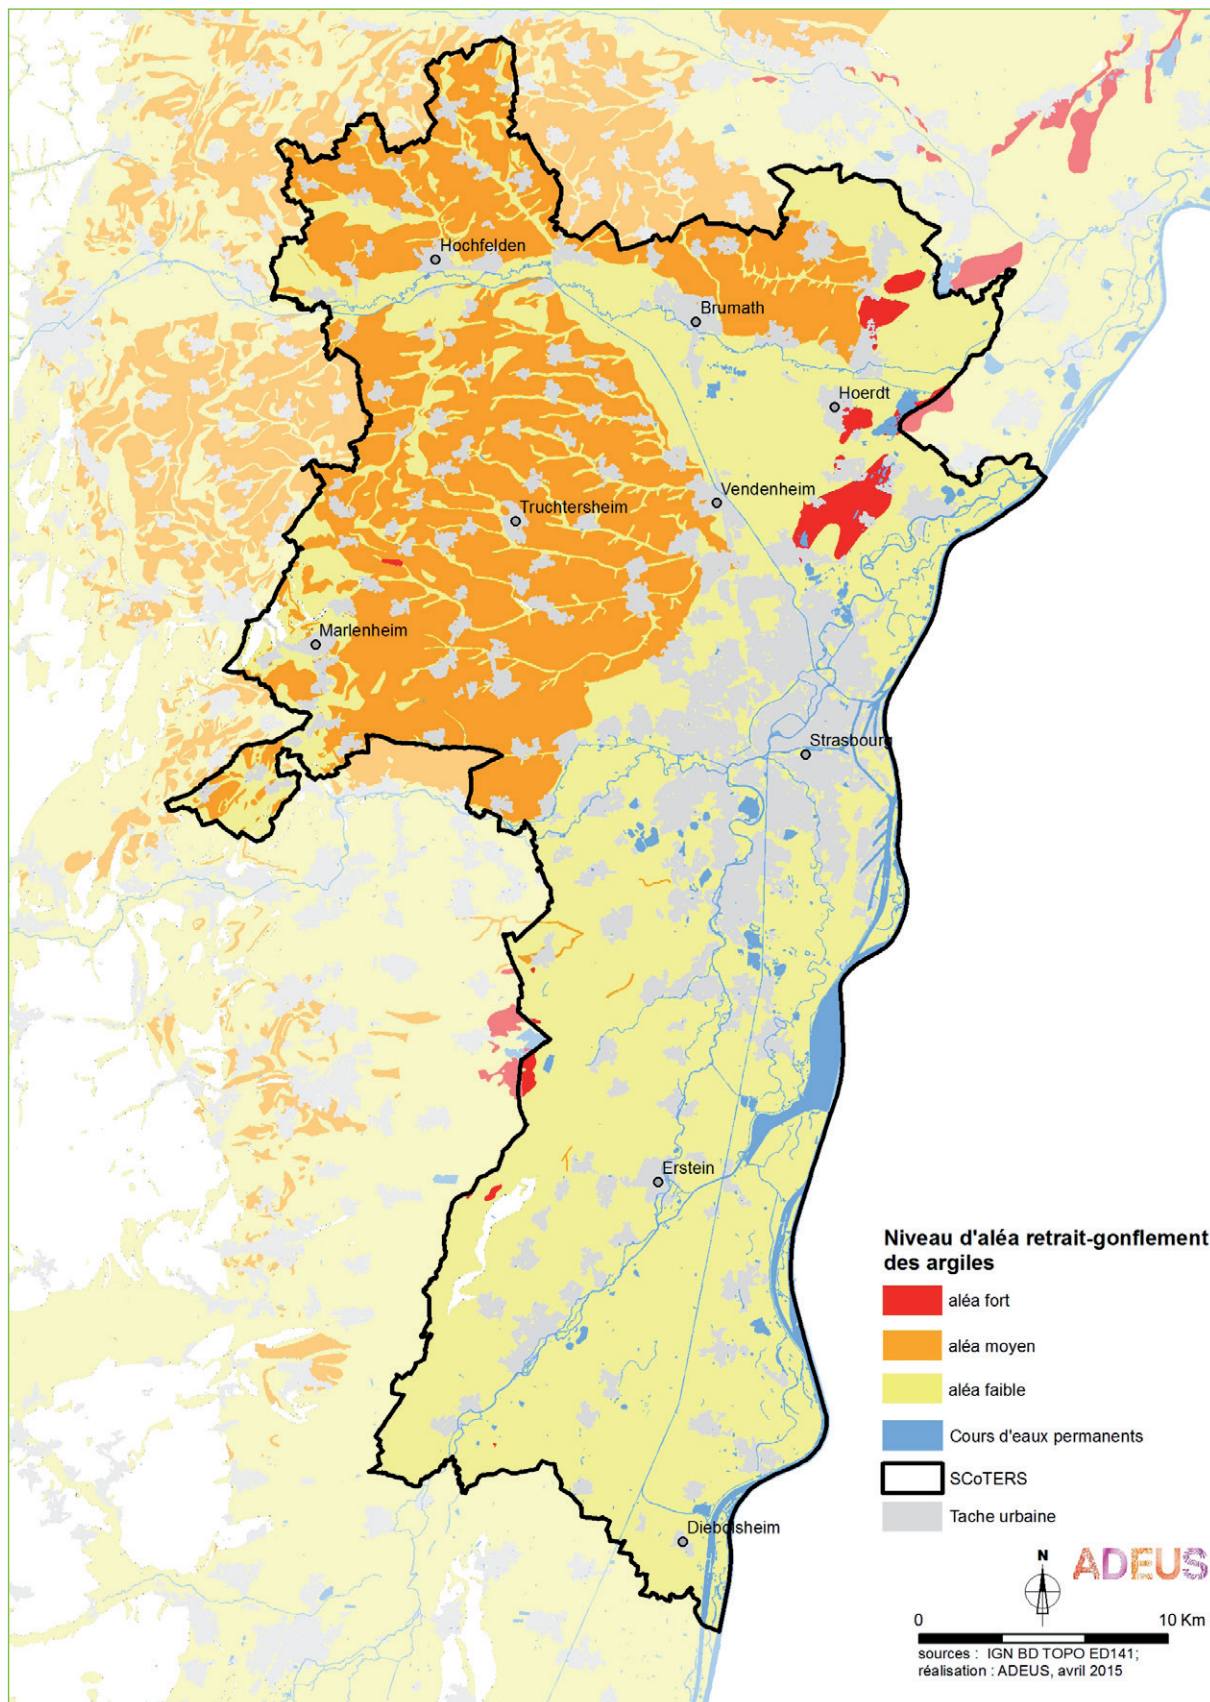 Hochfelden
Brumath
Hoerdt
Vendenheim
Truchtersheim
Marlenheim
Strasbourg
Erstein
Diebolsheim
Niveau d'aléa retrait-gonflement
des argiles
aléa fort
aléa moyen
aléa faible
Cours d'eaux permanents
SCoTERS
Tache urbaine
N
ADEUS
0 10 Km
sources : IGN BD TOPO ED141;
réalisation : ADEUS, avril 2015